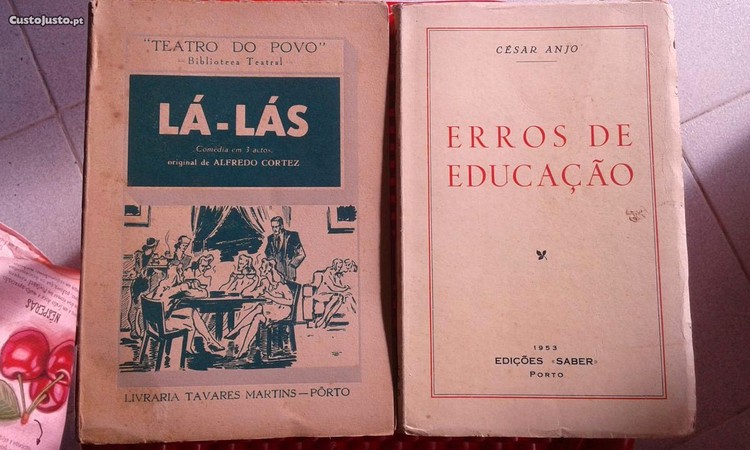 CustoJusto.pt
"TEATRO DO POVO"
Biblioteca Teatral
LÁ-LÁS
Comédia em 3 actos,
original de ALFREDO CORTEZ
LIVRARIA TAVARES MARTINS—PÔRTO
CÉSAR ANJO
ERROS DE
EDUCAÇÃO
1953
EDIÇÕES «SABER»
PORTO
NÊSPERAS